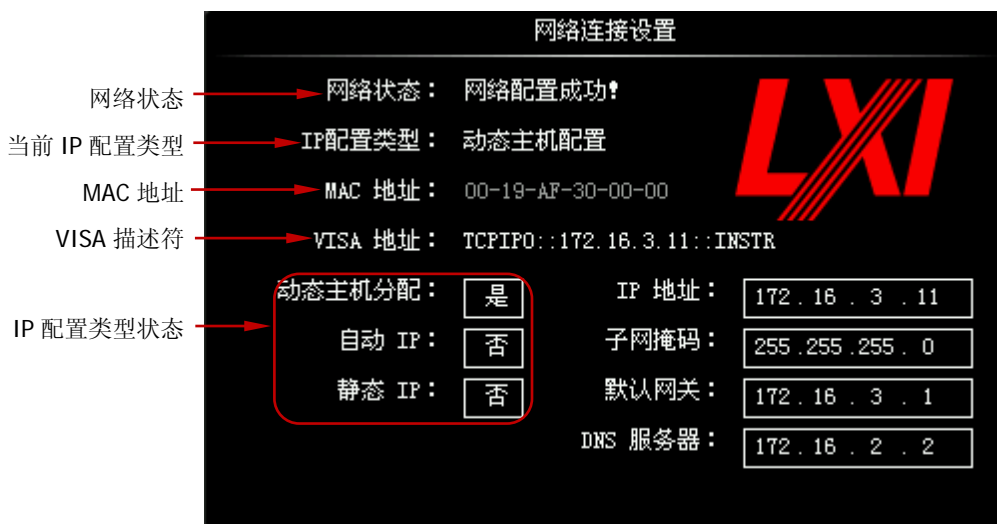 网络连接设置
网络状态
网络状态： 网络配置成功！
当前 IP 配置类型
IP配置类型： 动态主机配置
MAC 地址
MAC 地址： 00-19-AF-30-00-00
VISA 描述符
VISA 地址： TCPIP0::172.16.3.11::INSTR
LXI
IP 配置类型状态
动态主机分配： 是
自动 IP： 否
静态 IP： 否
IP 地址： 172 . 16 . 3 . 11
子网掩码： 255 .255 .255 . 0
默认网关： 172 . 16 . 3 . 1
DNS 服务器： 172 . 16 . 2 . 2